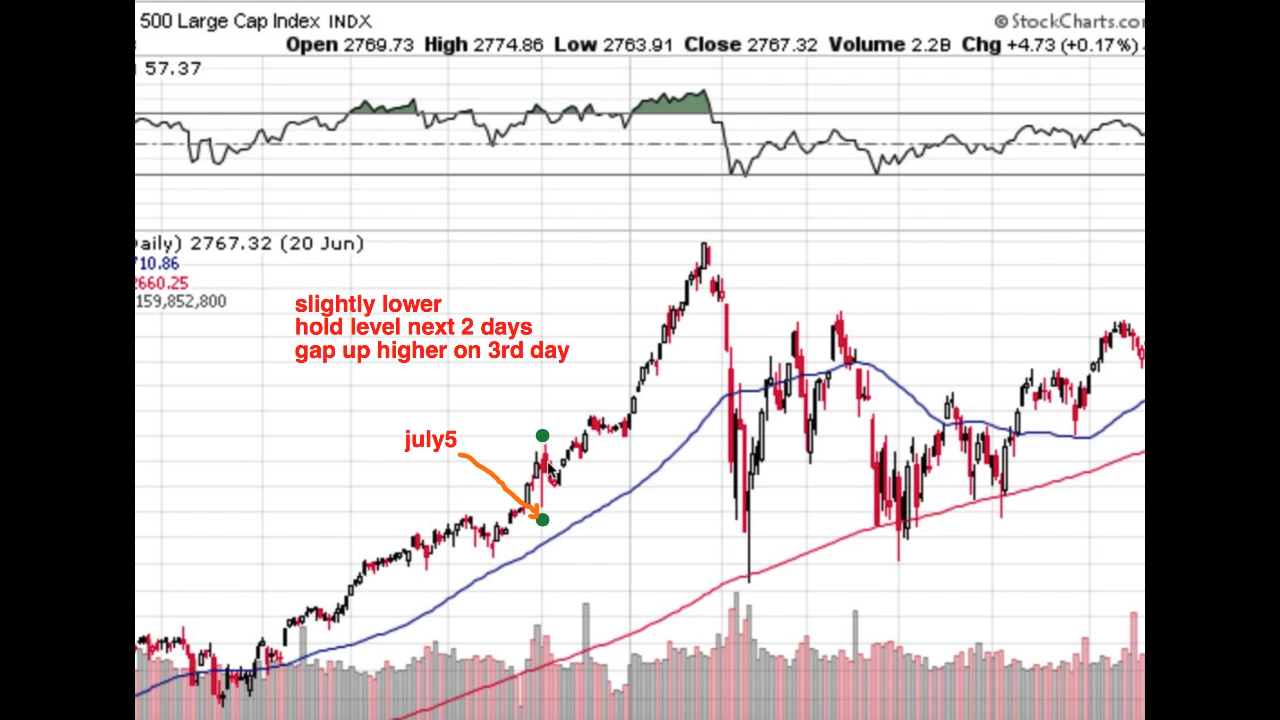 500 Large Cap Index INDX
© StockCharts.co
Open 2769.73 High 2774.86 Low 2763.91 Close 2767.32 Volume 2.2B Chg +4.73 (+0.17%)
57.37
aily) 2767.32 (20 Jun)
710.86
2660.25
159,852,800
slightly lower
hold level next 2 days
gap up higher on 3rd day
july5